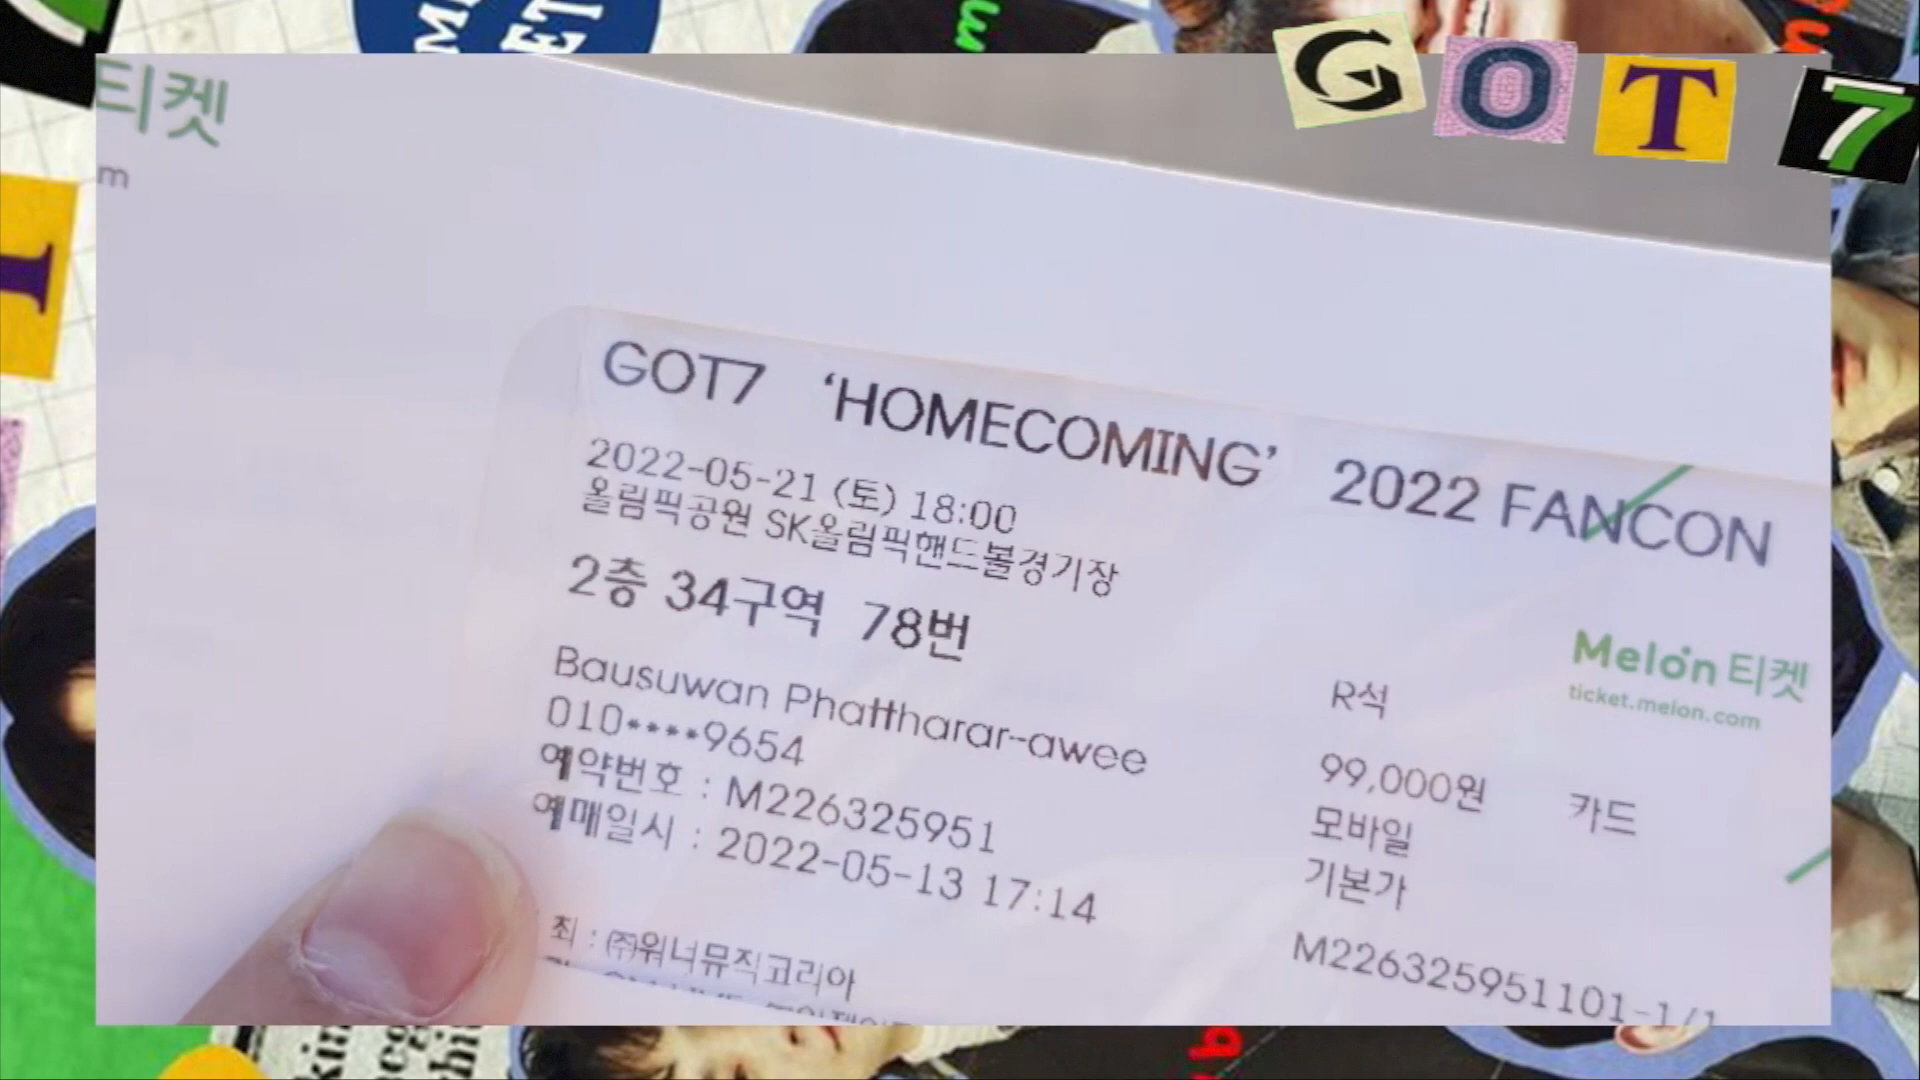 GOT7
티켓
m
GOT7 ‘HOMECOMING’ 2022 FANCON
2022-05-21 (토) 18:00
올림픽공원 SK올림픽핸드볼경기장
2층 34구역 78번
Bausuwan Phattharar-awee
010****9654
예약번호 : M226325951
예매일시 : 2022-05-13 17:14
최 : ㈜워너뮤직코리아
R석
99,000원 카드
모바일
기본가
M226325951101-1/1
Melon 티켓
ticket.melon.com